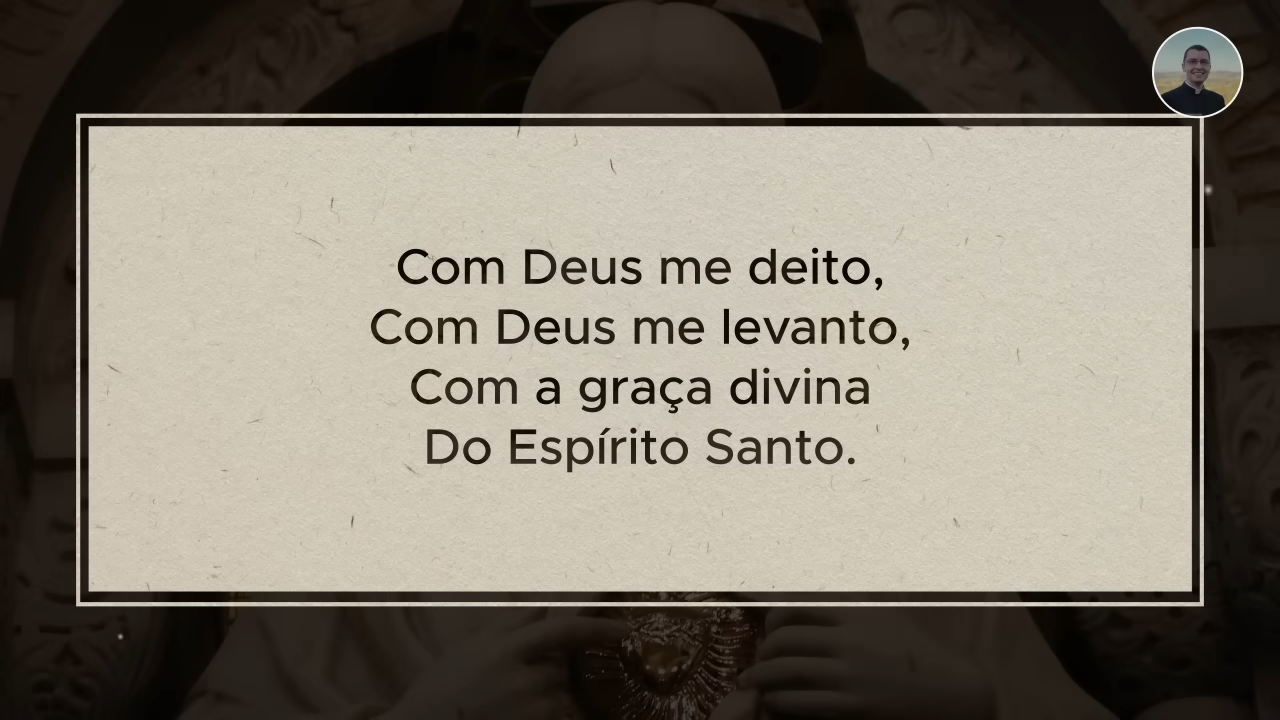 Com Deus me deito,
Com Deus me levanto,
Com a graça divina
Do Espírito Santo.